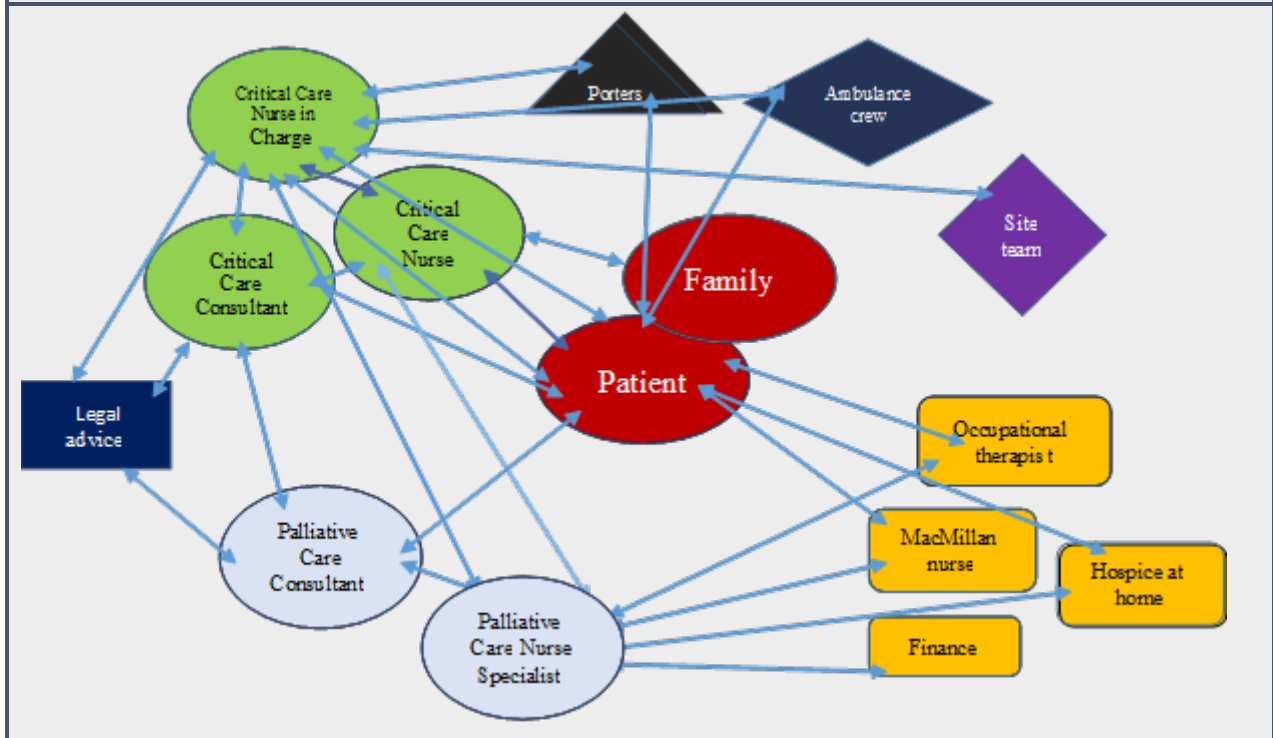 Critical Care
Nurse in
Charge
Porters
Ambulance
crew
Critical
Care
Nurse
Site
team
Critical
Care
Consultant
Family
Patient
Legal
advice
Occupational
therapist
Palliative
Care
Consultant
MacMillan
nurse
Hospice at
home
Palliative
Care Nurse
Specialist
Finance